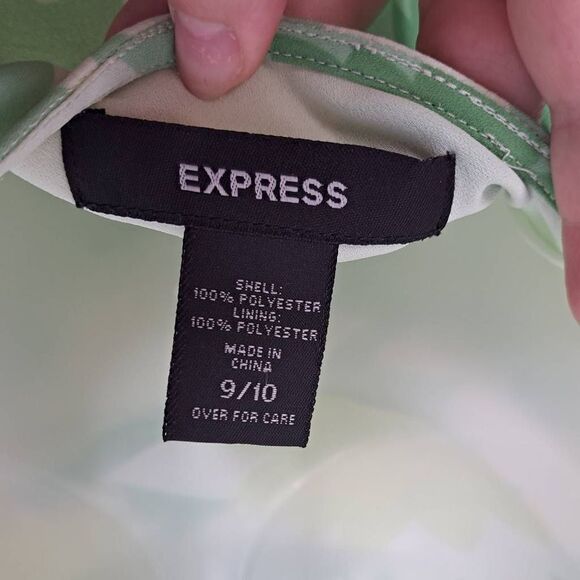 EXPRESS
SHELL:
100% POLYESTER
LINING:
100% POLYESTER
MADE IN
CHINA
9/10
OVER FOR CARE